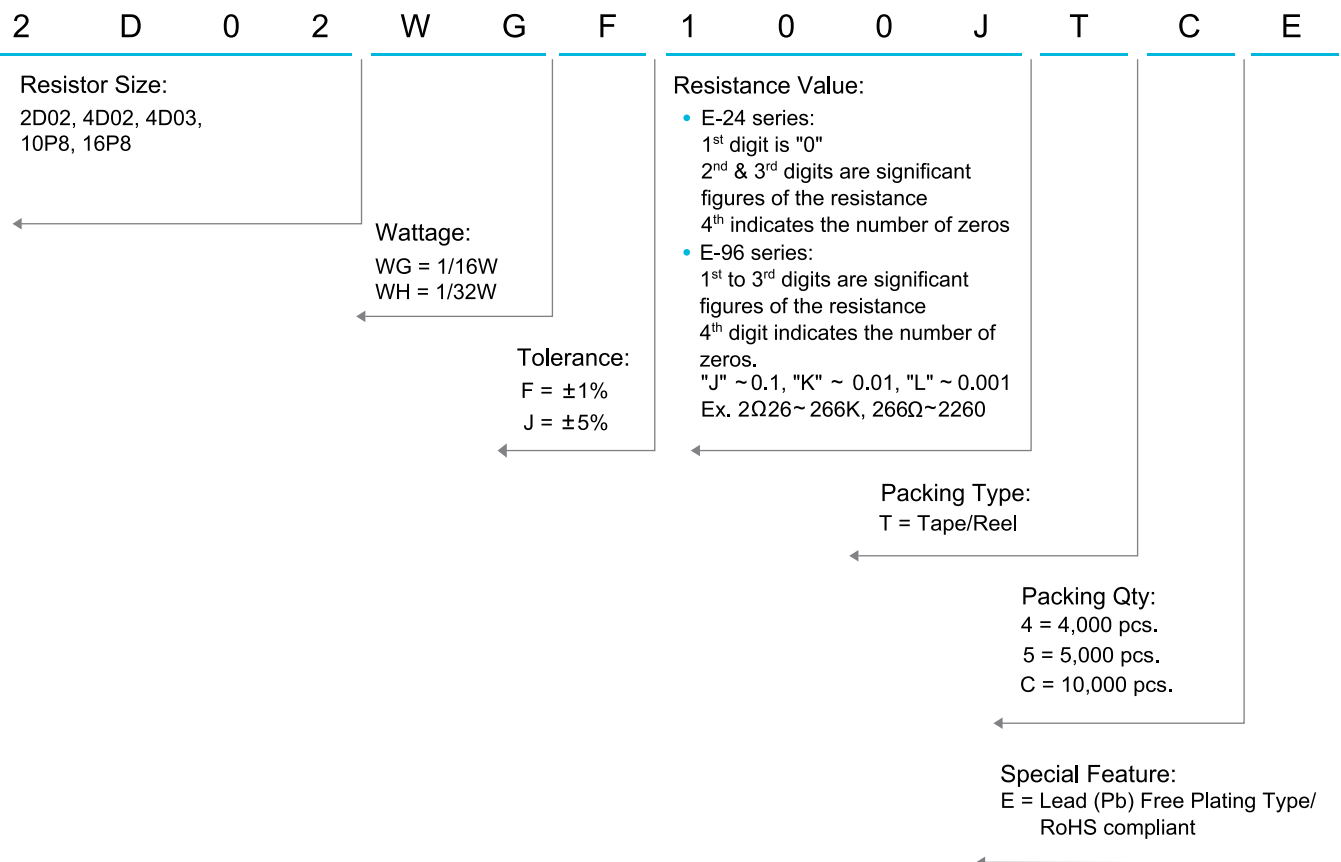 2 D 0 2 W G F 1 0 0 J T C E
Resistor Size:
2D02, 4D02, 4D03,
10P8, 16P8
Wattage:
WG = 1/16W
WH = 1/32W
Tolerance:
F = ±1%
J = ±5%
Resistance Value:
• E-24 series:
1st digit is "0"
2nd & 3rd digits are significant
figures of the resistance
4th indicates the number of zeros
• E-96 series:
1st to 3rd digits are significant
figures of the resistance
4th digit indicates the number of
zeros.
"J" ~ 0.1, "K" ~ 0.01, "L" ~ 0.001
Ex. 2Ω26~ 266K, 266Ω~2260
Packing Type:
T = Tape/Reel
Packing Qty:
4 = 4,000 pcs.
5 = 5,000 pcs.
C = 10,000 pcs.
Special Feature:
E = Lead (Pb) Free Plating Type/
RoHS compliant